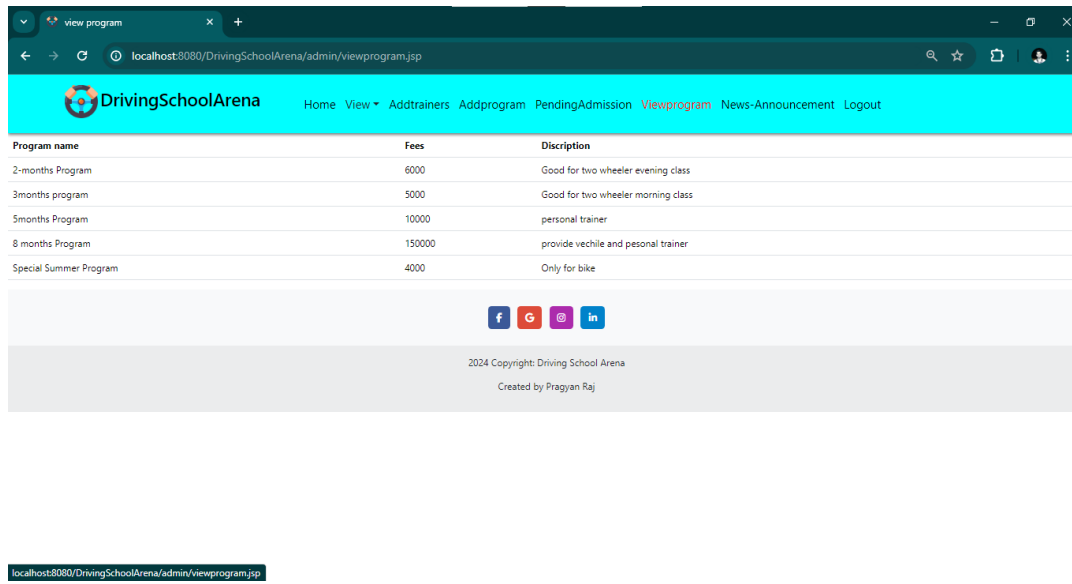 view program
localhost:8080/DrivingSchoolArena/admin/viewprogram.jsp
DrivingSchoolArena Home View Addtrainers Addprogram PendingAdmission Viewprogram News-Announcement Logout
Program name Fees Discription
2-months Program 6000 Good for two wheeler evening class
3months program 5000 Good for two wheeler morning class
5months Program 10000 personal trainer
8 months Program 150000 provide vechile and pesonal trainer
Special Summer Program 4000 Only for bike
f G in
2024 Copyright: Driving School Arena
Created by Pragyan Raj
localhost:8080/DrivingSchoolArena/admin/viewprogram.jsp